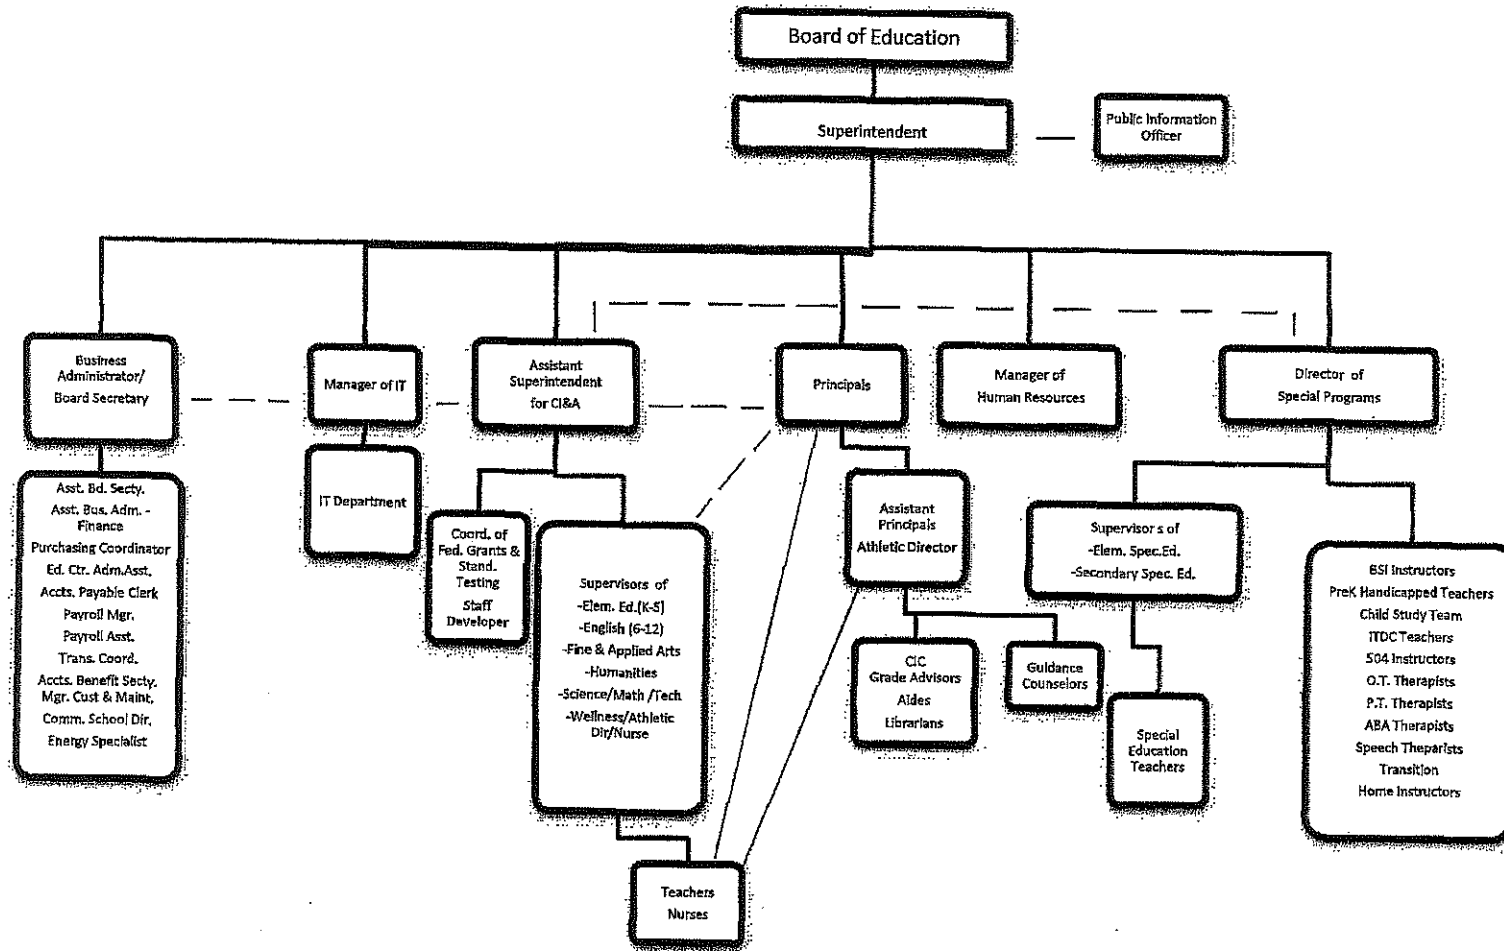 Board of Education
Superintendent
Public Information
Officer
Business
Administrator/
Board Secretary
Manager of IT
Assistant
Superintendent
for CI&A
Principals
Manager of
Human Resources
Director of
Special Programs
Asst. Bd. Secty.
Asst. Bus. Adm. -
Finance
Purchasing Coordinator
Ed. Ctr. Adm.Asst.
Accts. Payable Clerk
Payroll Mgr.
Payroll Asst.
Trans. Coord.
Accts. Benefit Secty.
Mgr. Cust & Maint.
Comm. School Dir.
Energy Specialist
IT Department
Coord. of
Fed. Grants &
Stand.
Testing
Staff
Developer
Supervisors of
-Elem. Ed.(K-5)
-English (6-12)
-Fine & Applied Arts
-Humanities
-Science/Math /Tech
-Wellness/Athletic
Dir/Nurse
Teachers
Nurses
Assistant
Principals
Athletic Director
CIC
Grade Advisors
Aides
Librarians
Guidance
Counselors
Supervisors of
-Elem. Spec.Ed.
-Secondary Spec. Ed.
Special
Education
Teachers
BSI Instructors
PreK Handicapped Teachers
Child Study Team
ITDC Teachers
504 Instructors
O.T. Therapists
P.T. Therapists
ABA Therapists
Speech Theparists
Transition
Home Instructors